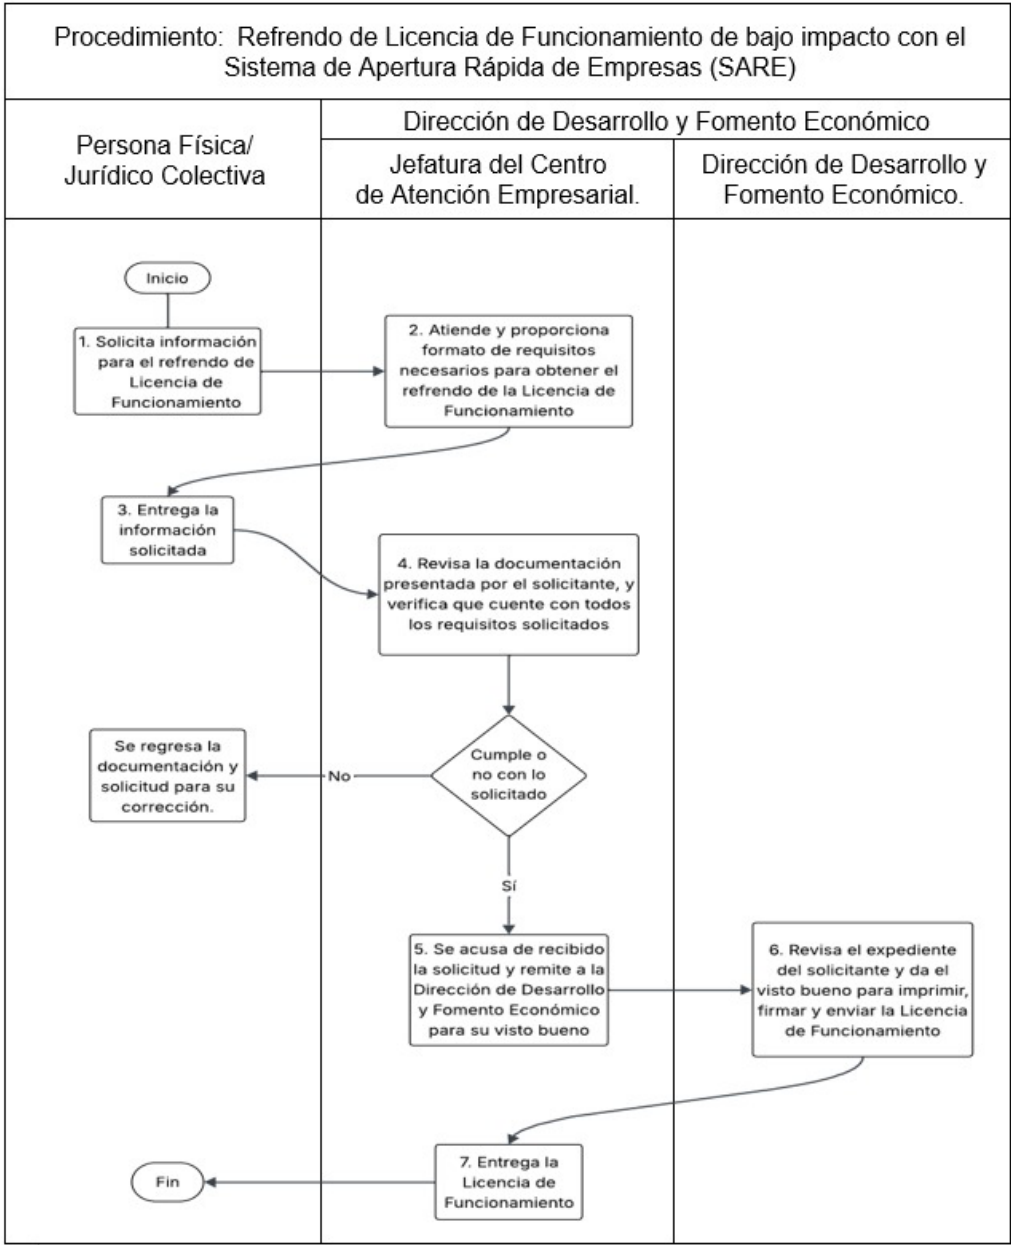 Procedimiento: Refrendo de Licencia de Funcionamiento de bajo impacto con el
Sistema de Apertura Rápida de Empresas (SARE)
Persona Física/
Jurídico Colectiva
Dirección de Desarrollo y Fomento Económico
Jefatura del Centro
de Atención Empresarial.
Dirección de Desarrollo y
Fomento Económico.
Inicio
1. Solicita información
para el refrendo de
Licencia de
Funcionamiento
2. Atiende y proporciona
formato de requisitos
necesarios para obtener el
refrendo de la Licencia de
Funcionamiento
3. Entrega la
información
solicitada
4. Revisa la documentación
presentada por el solicitante, y
verifica que cuente con todos
los requisitos solicitados
Cumple o
no con lo
solicitado
No
Se regresa la
documentación y
solicitud para su
corrección.
Sí
5. Se acusa de recibido
la solicitud y remite a la
Dirección de Desarrollo
y Fomento Económico
para su visto bueno
6. Revisa el expediente
del solicitante y da el
visto bueno para imprimir,
firmar y enviar la Licencia
de Funcionamiento
7. Entrega la
Licencia de
Funcionamiento
Fin